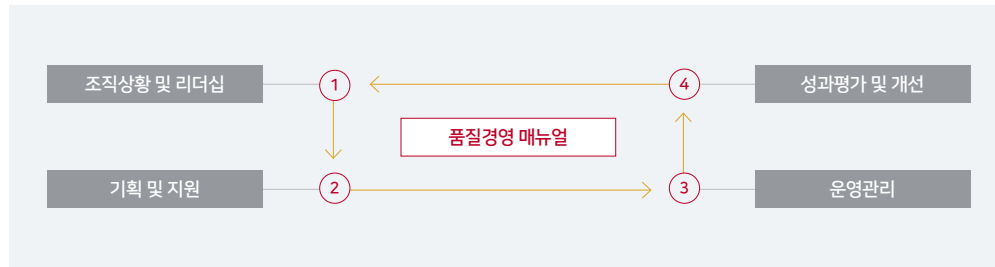 조직상황 및 리더십
1
4
성과평가 및 개선
품질경영 매뉴얼
기획 및 지원
2
3
운영관리